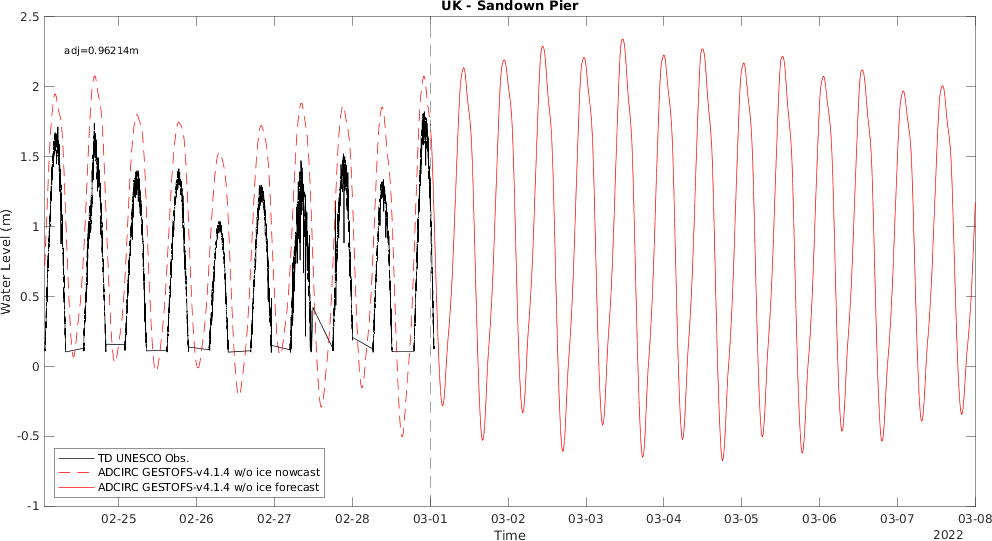 UK - Sandown Pier
adj=0.96214m
Water Level (m)
2.5
2
1.5
1
0.5
0
-0.5
-1
TD UNESCO Obs.
ADCIRC GESTOFS-v4.1.4 w/o ice nowcast
ADCIRC GESTOFS-v4.1.4 w/o ice forecast
02-25 02-26 02-27 02-28 03-01 03-02 03-03 03-04 03-05 03-06 03-07 03-08
Time
2022